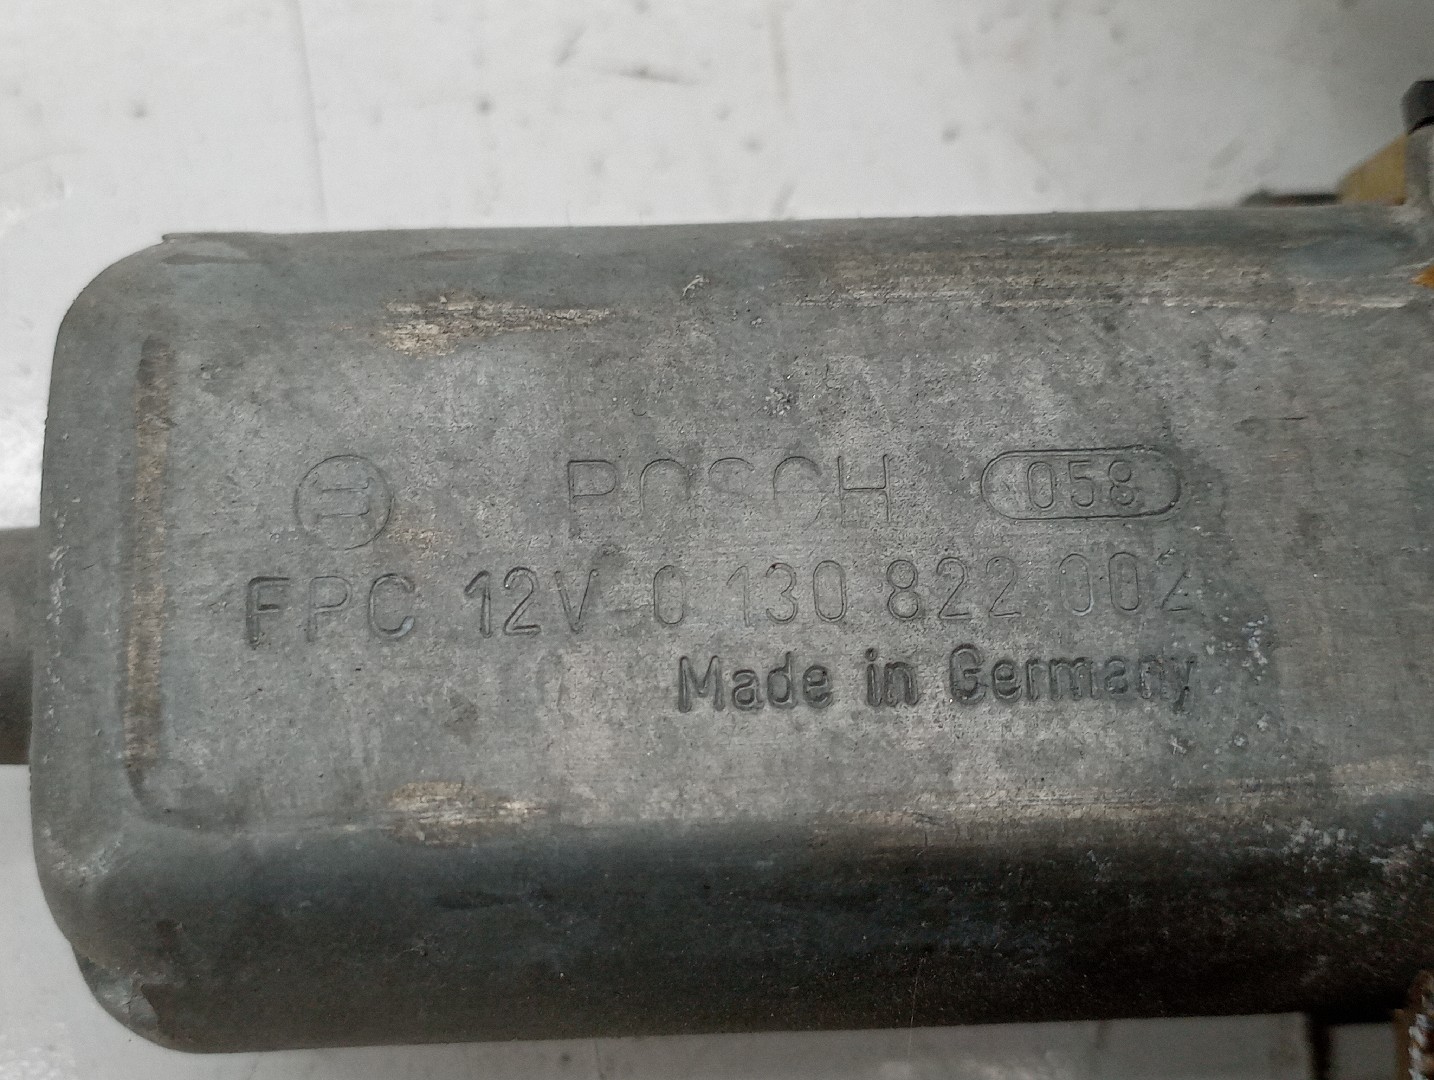 BOSCH 058
FPC 12V 0 130 822 002
Made in Germany